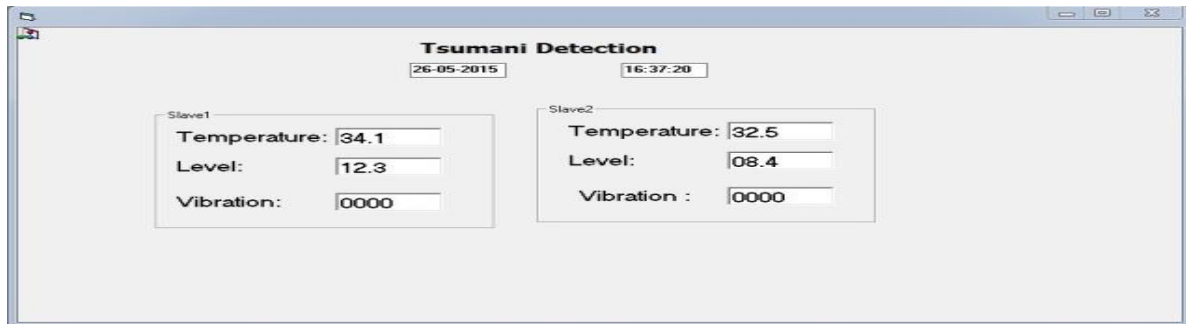 Tsumani Detection
26-05-2015 16:37:20
Slave1
Temperature: 34.1
Level: 12.3
Vibration: 0000
Slave2
Temperature: 32.5
Level: 08.4
Vibration : 0000